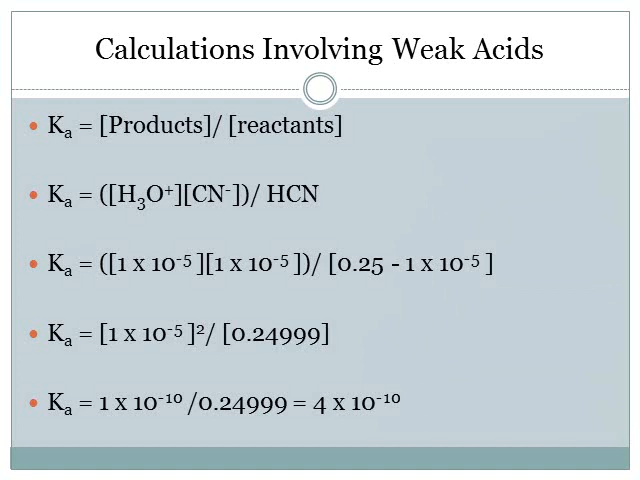 Calculations Involving Weak Acids
• Kₐ = [Products]/ [reactants]
• Kₐ = ([H₃O⁺][CN⁻])/ HCN
• Kₐ = ([1 x 10⁻⁵ ][1 x 10⁻⁵ ])/ [0.25 - 1 x 10⁻⁵ ]
• Kₐ = [1 x 10⁻⁵ ]²/ [0.24999]
• Kₐ = 1 x 10⁻¹⁰ /0.24999 = 4 x 10⁻¹⁰